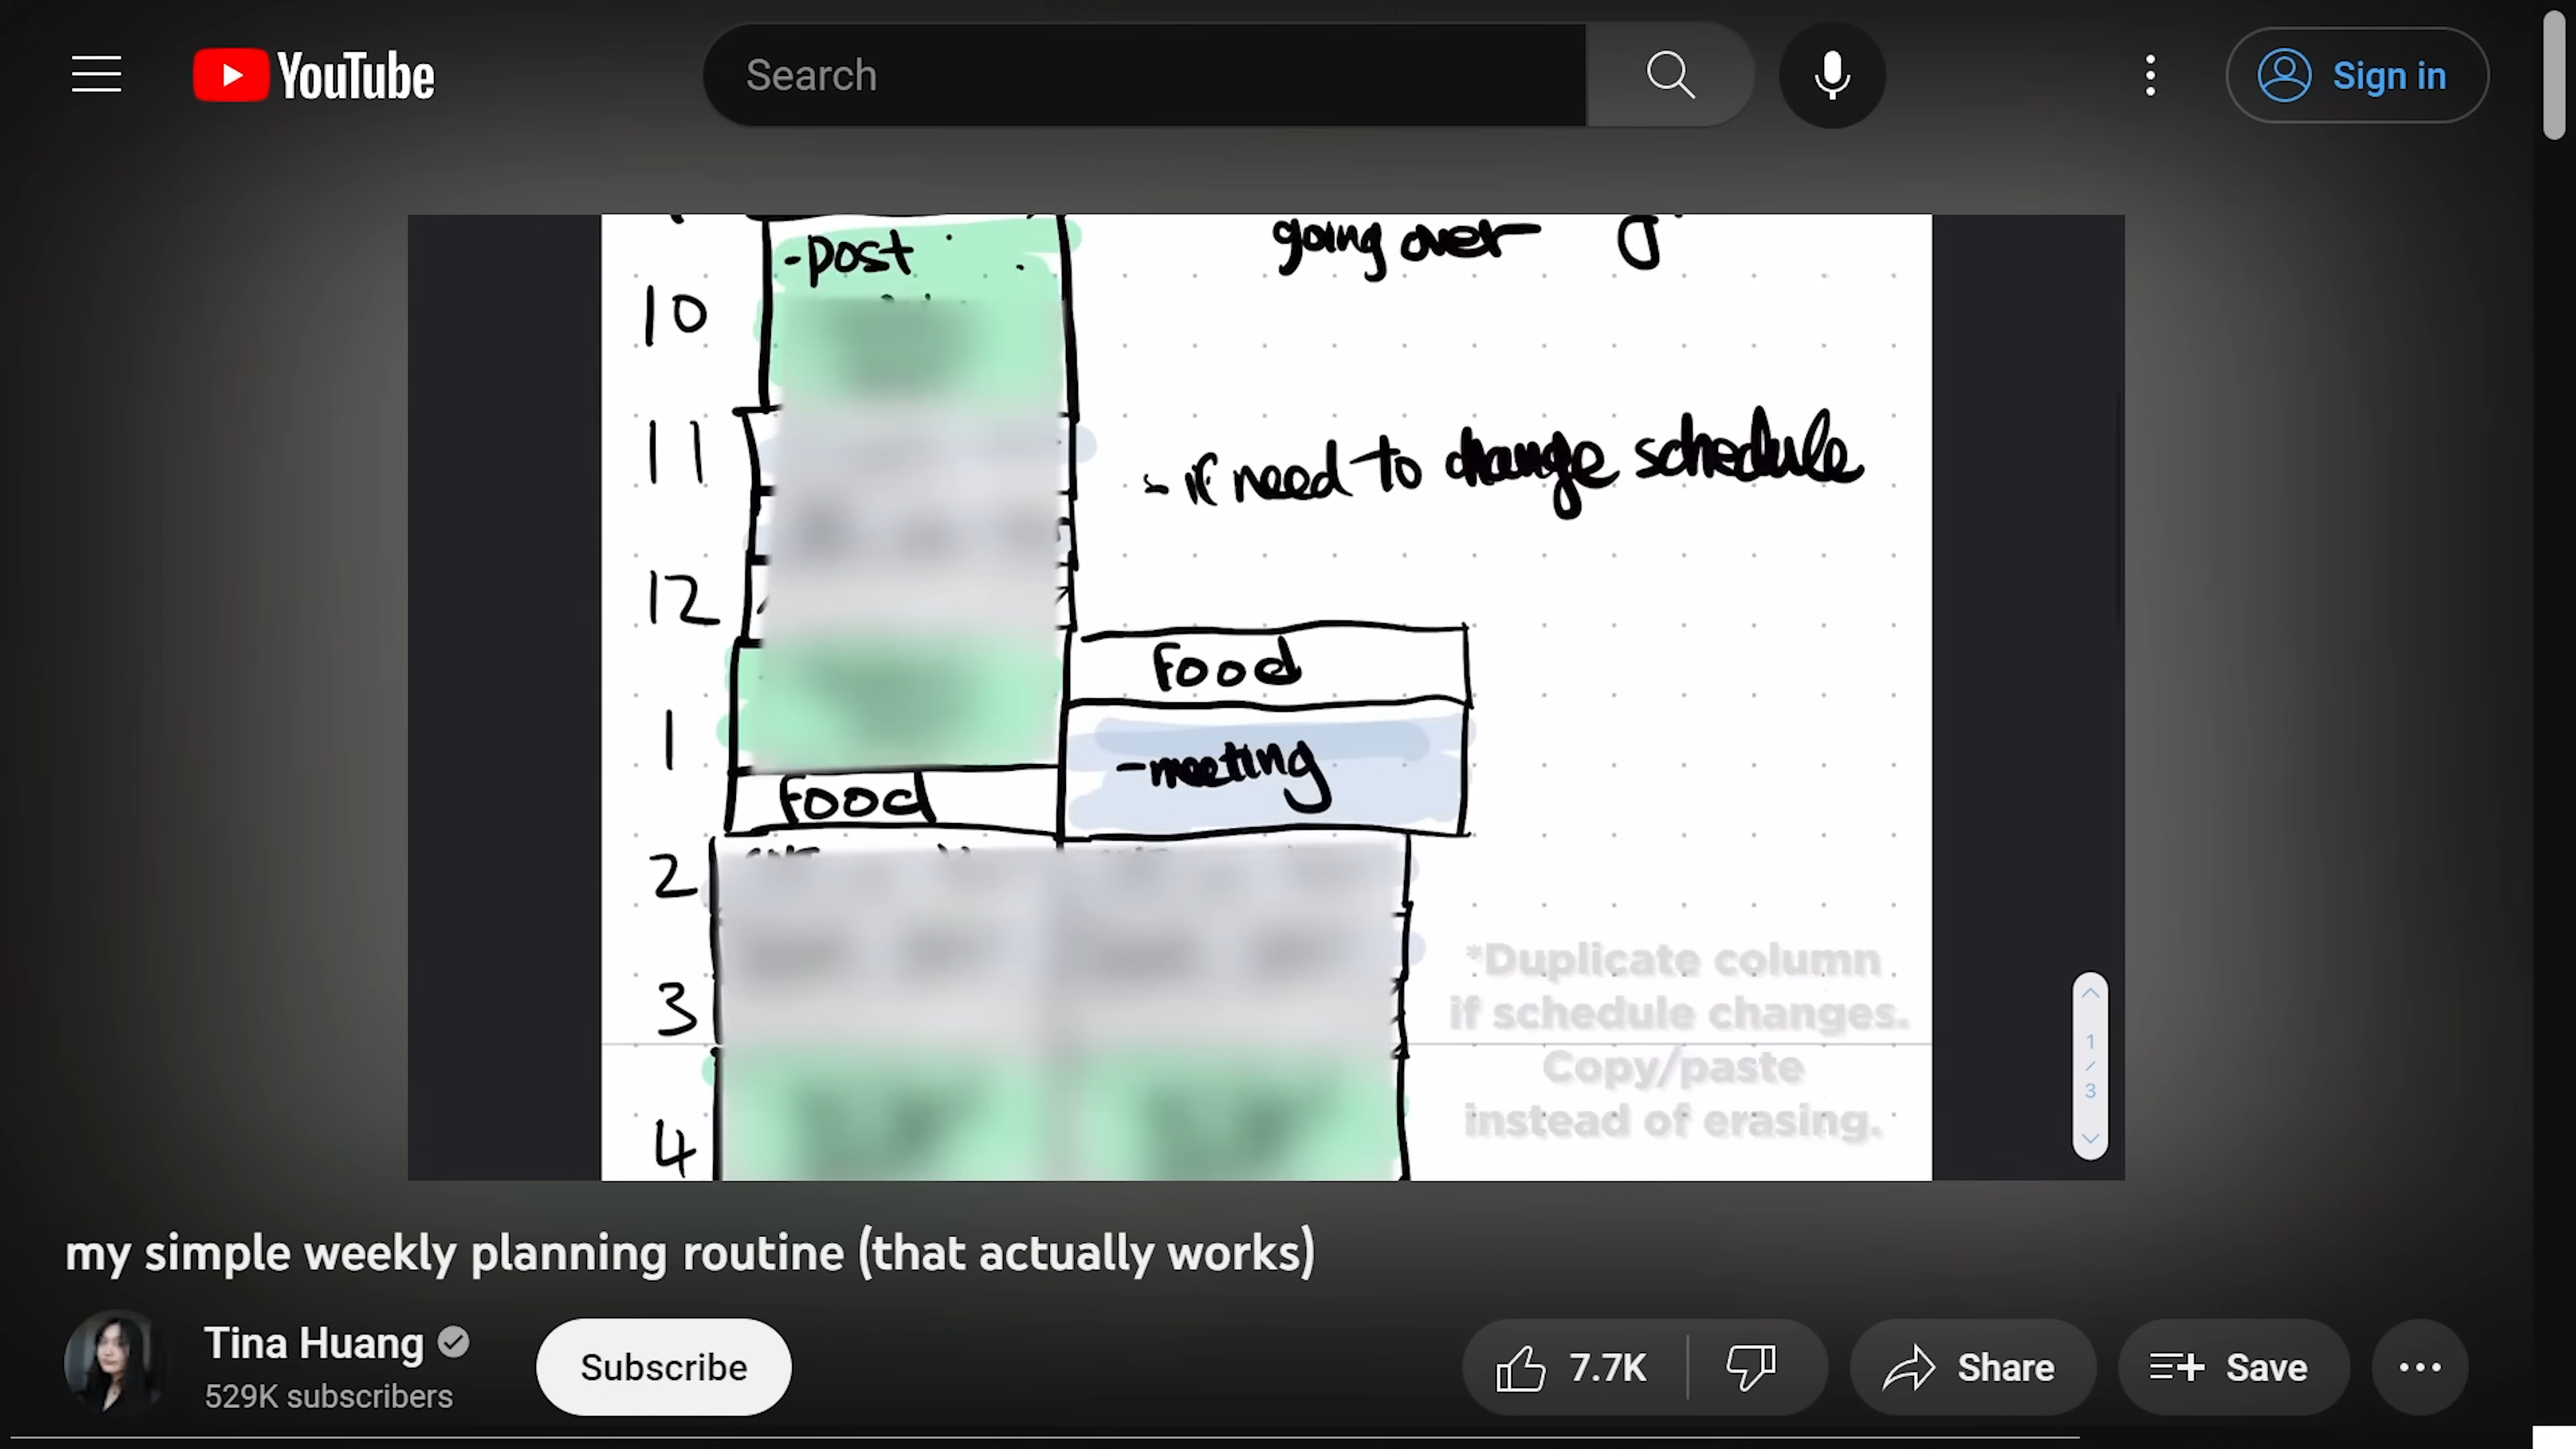 YouTube
Search
Sign in
-post
going over
10
11
-if need to change schedule
12
Food
1
-meeting
Food
2
3
*Duplicate column
if schedule changes.
Copy/paste
instead of erasing.
4
1
/
3
my simple weekly planning routine (that actually works)
Tina Huang
529K subscribers
Subscribe
7.7K
Share
Save